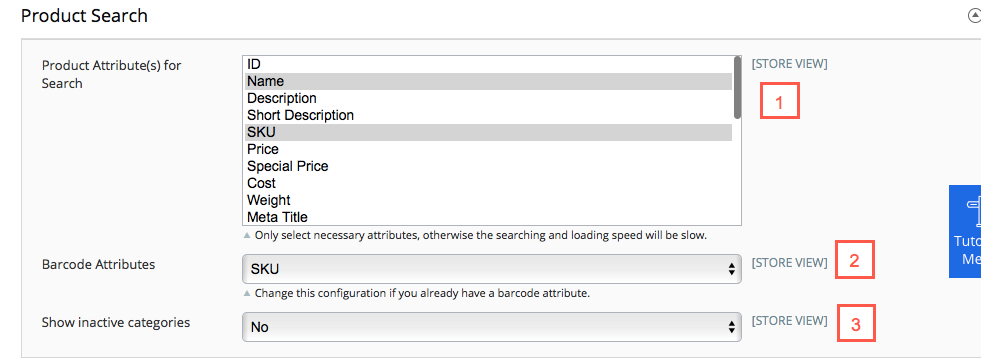 Product Search
Product Attribute(s) for
Search
ID
Name
Description
Short Description
SKU
Price
Special Price
Cost
Weight
Meta Title
[STORE VIEW]
1
Only select necessary attributes, otherwise the searching and loading speed will be slow.
Barcode Attributes
SKU
[STORE VIEW]
2
Change this configuration if you already have a barcode attribute.
Show inactive categories
No
[STORE VIEW]
3